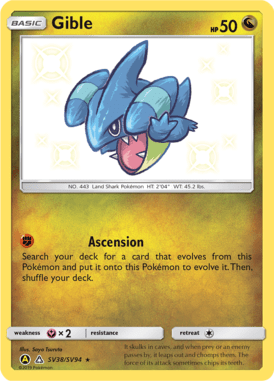 BASIC Gible HP 50
NO. 443 Land Shark Pokémon HT: 2'04" WT: 45.2 lbs.
Ascension
Search your deck for a card that evolves from this
Pokémon and put it onto this Pokémon to evolve it. Then,
shuffle your deck.
weakness ×2 resistance retreat
Illus. Saya Tsuruta
SV38/SV94
It skulks in caves, and when prey or an enemy
passes by, it leaps out and chomps them. The
force of its attack sometimes chips its teeth.
©2019 Pokémon